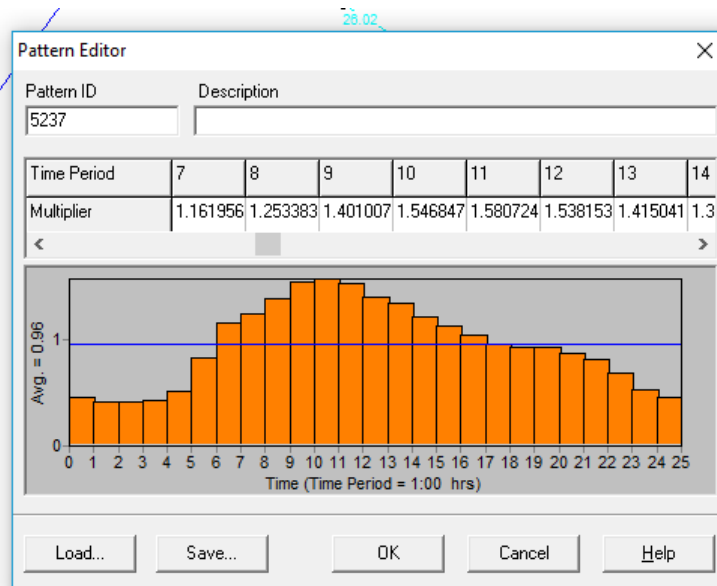 26.02
Pattern Editor
Pattern ID Description
5237
Time Period 7 8 9 10 11 12 13 14
Multiplier 1.161956 1.253383 1.401007 1.546847 1.580724 1.538153 1.415041 1.3
Avg. = 0.96
1
0
0 1 2 3 4 5 6 7 8 9 10 11 12 13 14 15 16 17 18 19 20 21 22 23 24 25
Time (Time Period = 1:00 hrs)
Load... Save... OK Cancel Help